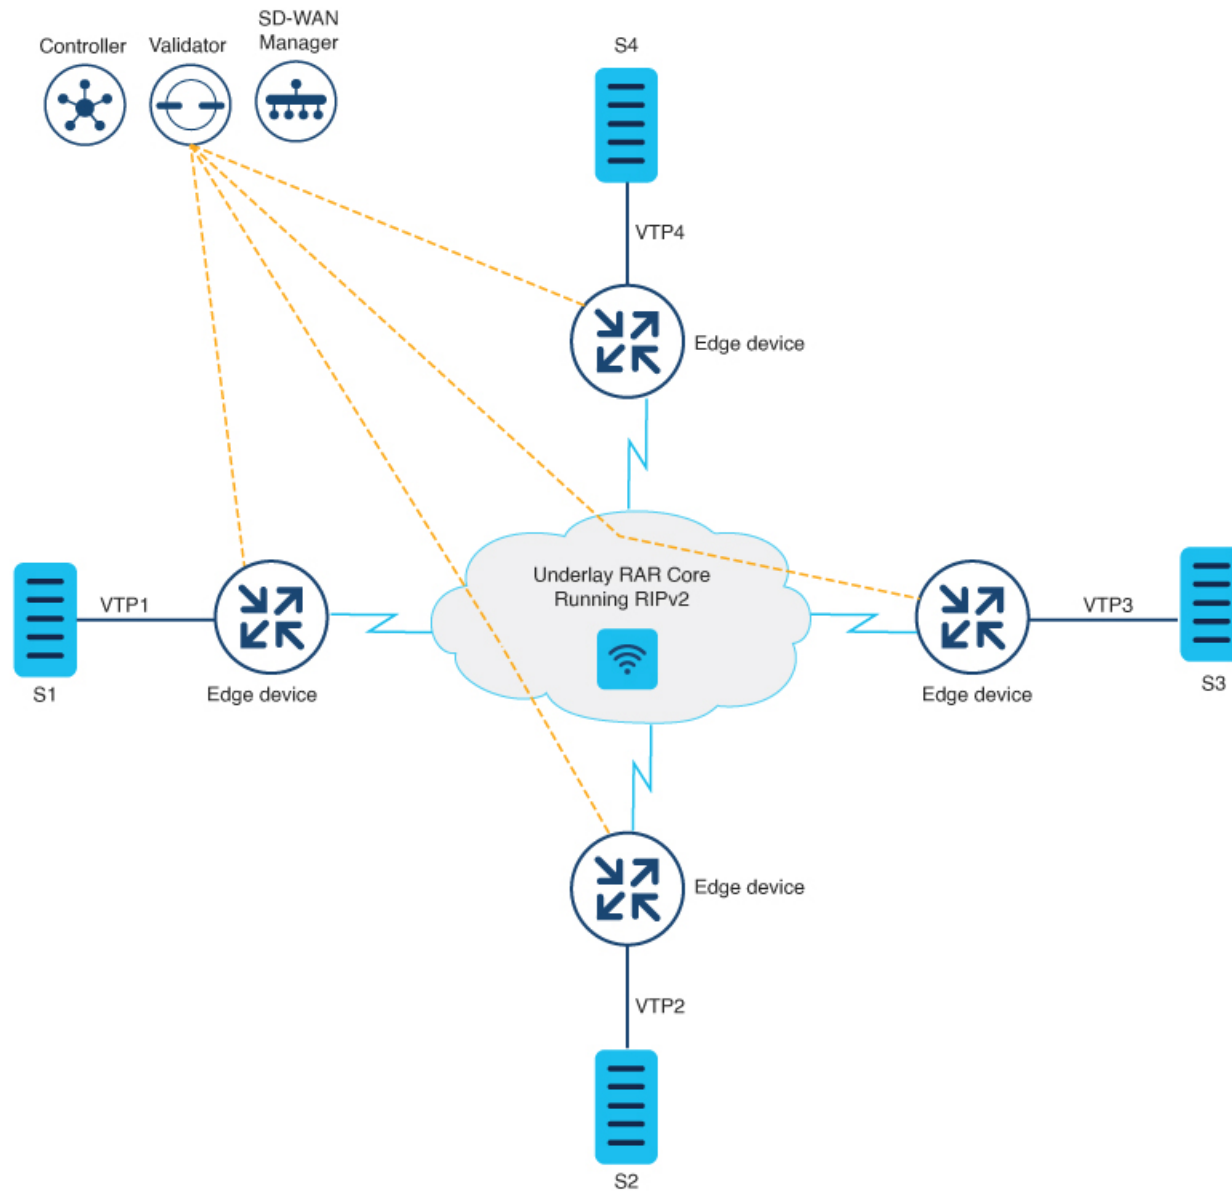 Controller
Validator
SD-WAN
Manager
S4
VTP4
Edge device
Underlay RAR Core
Running RIPv2
VTP1
S1
Edge device
VTP3
S3
Edge device
Edge device
VTP2
S2